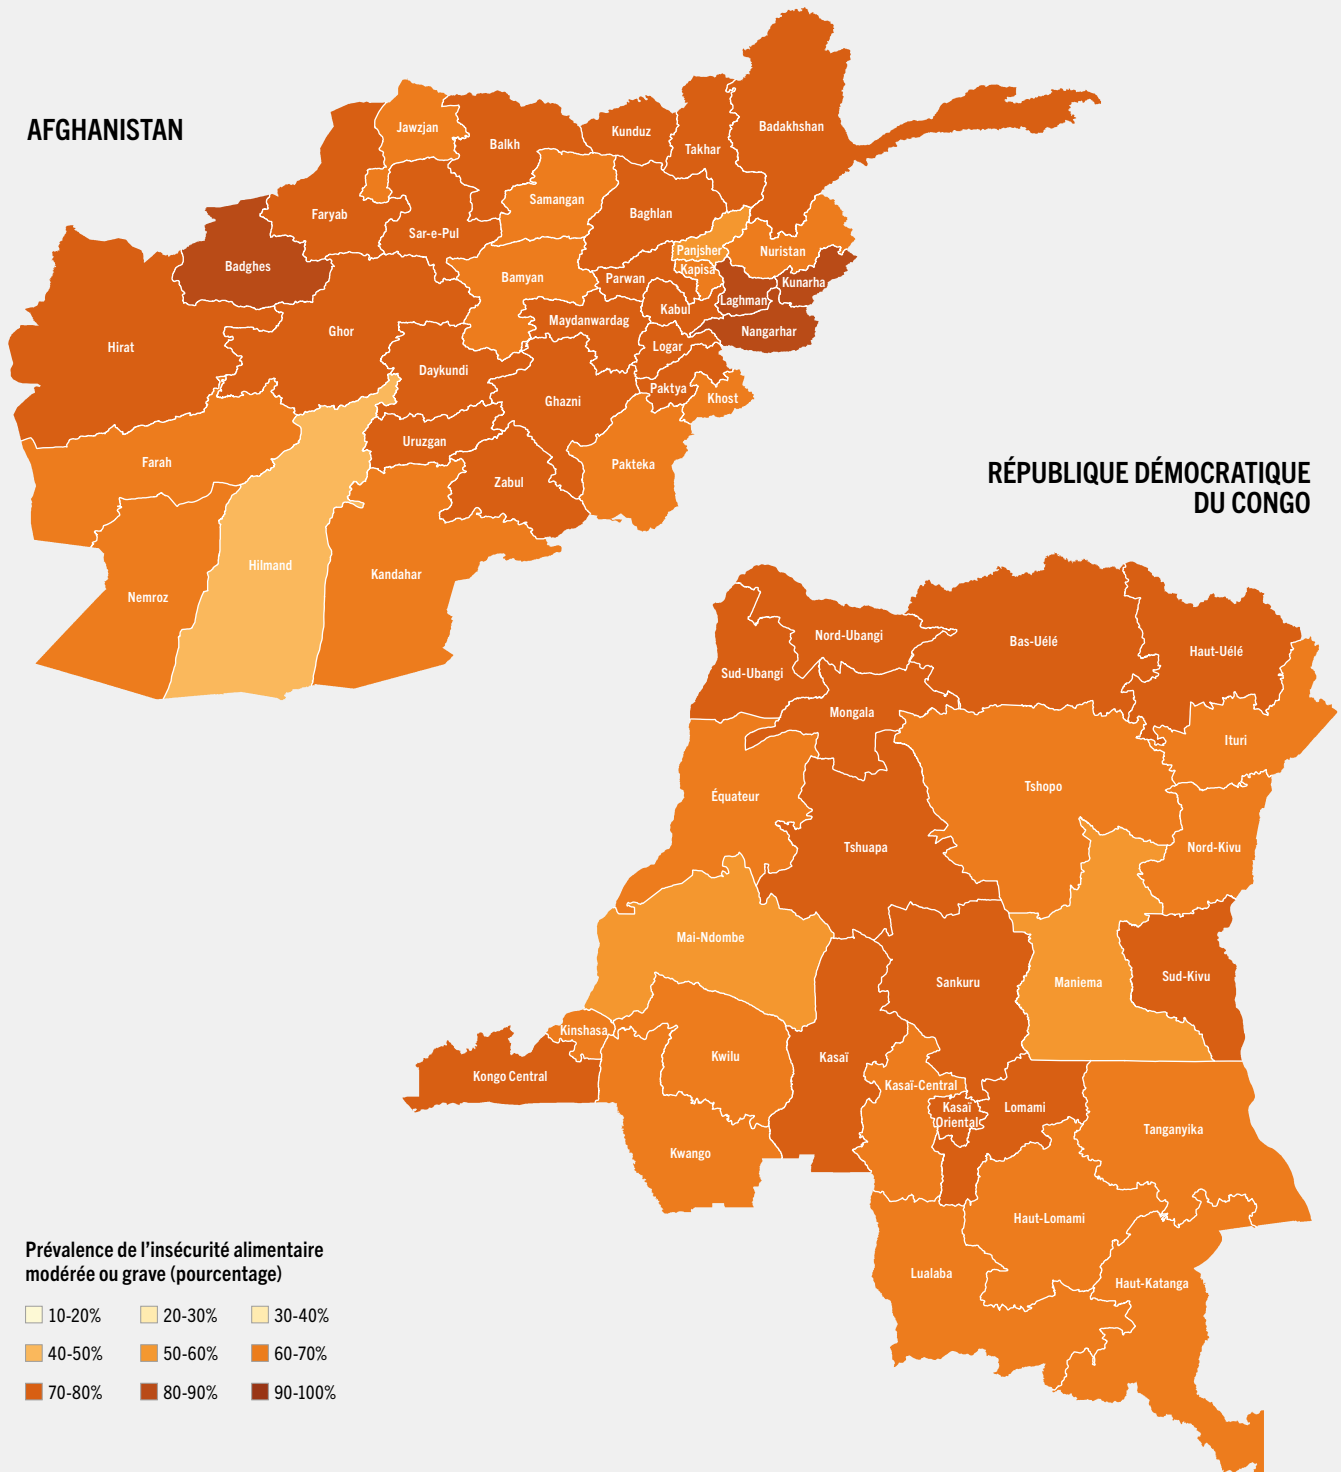 AFGHANISTAN
Jawzjan
Balkh
Kunduz
Takhar
Badakhshan
Samangan
Faryab
Sar-e-Pul
Baghlan
Panjsher
Nuristan
Badghes
Bamyan
Parwan
Kapisa
Laghman
Kunarha
Hirat
Ghor
Maydanwardag
Kabul
Nangarhar
Logar
Daykundi
Paktya
Khost
Ghazni
Uruzgan
Farah
Zabul
Pakteka
Hilmand
Kandahar
Nemroz
RÉPUBLIQUE DÉMOCRATIQUE
DU CONGO
Nord-Ubangi
Bas-Uélé
Haut-Uélé
Sud-Ubangi
Mongala
Ituri
Équateur
Tshopo
Tshuapa
Nord-Kivu
Mai-Ndombe
Sankuru
Maniema
Sud-Kivu
Kinshasa
Kwilu
Kasaï
Kongo Central
Kasaï-Central
Kasaï
Oriental
Lomami
Tanganyika
Kwango
Haut-Lomami
Lualaba
Haut-Katanga
Prévalence de l’insécurité alimentaire
modérée ou grave (pourcentage)
10-20% 20-30% 30-40%
40-50% 50-60% 60-70%
70-80% 80-90% 90-100%